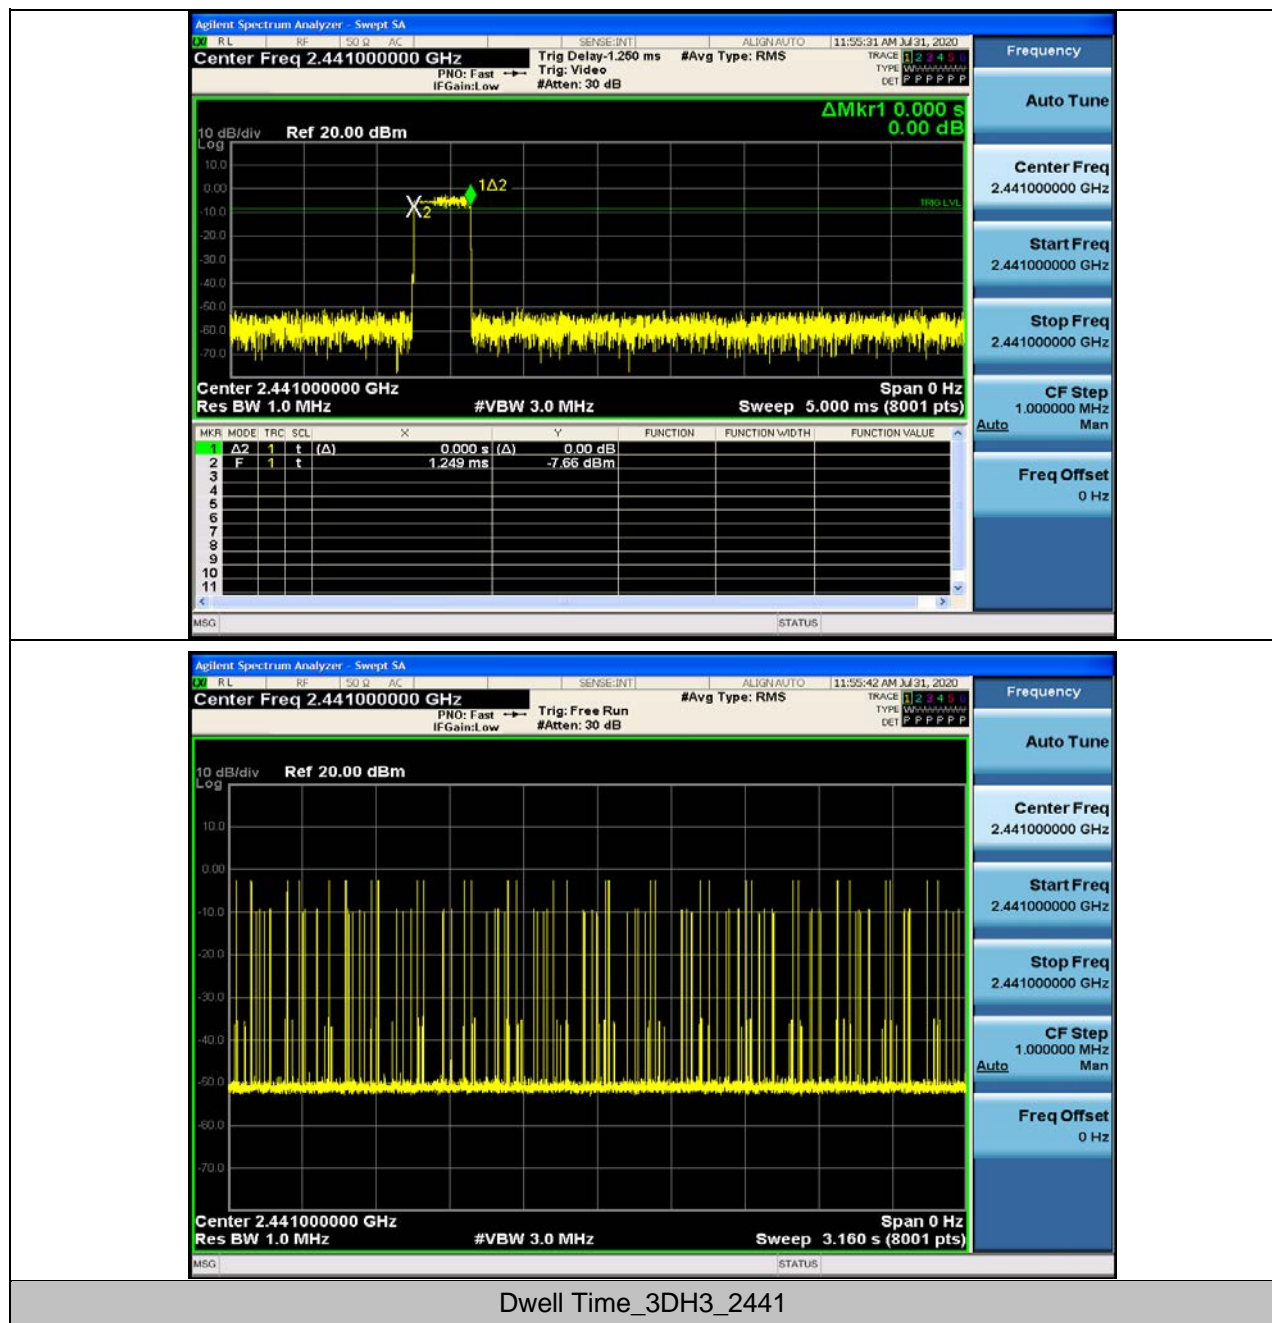 Agilent Spectrum Analyzer - Swept SA
LXI RL RF 50 Ω AC SENSE:INT ALIGN AUTO 11:55:31 AM Jul 31, 2020
Center Freq 2.441000000 GHz
PNO: Fast
IFGain:Low
Trig Delay-1.250 ms
Trig: Video
#Atten: 30 dB
#Avg Type: RMS
TRACE 1 2 3 4 5 6
TYPE
DET P P P P P P
Frequency
Auto Tune
Center Freq
2.441000000 GHz
Start Freq
2.441000000 GHz
Stop Freq
2.441000000 GHz
CF Step
1.000000 MHz
Auto Man
Freq Offset
0 Hz
ΔMkr1 0.000 s
0.00 dB
10 dB/div Ref 20.00 dBm
Log
10.0
0.00
-10.0
-20.0
-30.0
-40.0
-50.0
-60.0
-70.0
1Δ2
2
TRIG LVL
Center 2.441000000 GHz Span 0 Hz
Res BW 1.0 MHz #VBW 3.0 MHz Sweep 5.000 ms (8001 pts)
MKR MODE TRC SCL X Y FUNCTION FUNCTION WIDTH FUNCTION VALUE
1 Δ2 1 t (Δ) 0.000 s (Δ) 0.00 dB
2 F 1 t 1.249 ms -7.66 dBm
3
4
5
6
7
8
9
10
11
MSG STATUS
Agilent Spectrum Analyzer - Swept SA
LXI RL RF 50 Ω AC SENSE:INT ALIGN AUTO 11:55:42 AM Jul 31, 2020
Center Freq 2.441000000 GHz
PNO: Fast
IFGain:Low
Trig: Free Run
#Atten: 30 dB
#Avg Type: RMS
TRACE 1 2 3 4 5 6
TYPE
DET P P P P P P
Frequency
Auto Tune
Center Freq
2.441000000 GHz
Start Freq
2.441000000 GHz
Stop Freq
2.441000000 GHz
CF Step
1.000000 MHz
Auto Man
Freq Offset
0 Hz
10 dB/div Ref 20.00 dBm
Log
10.0
0.00
-10.0
-20.0
-30.0
-40.0
-50.0
-60.0
-70.0
Center 2.441000000 GHz Span 0 Hz
Res BW 1.0 MHz #VBW 3.0 MHz Sweep 3.160 s (8001 pts)
MSG STATUS
Dwell Time_3DH3_2441